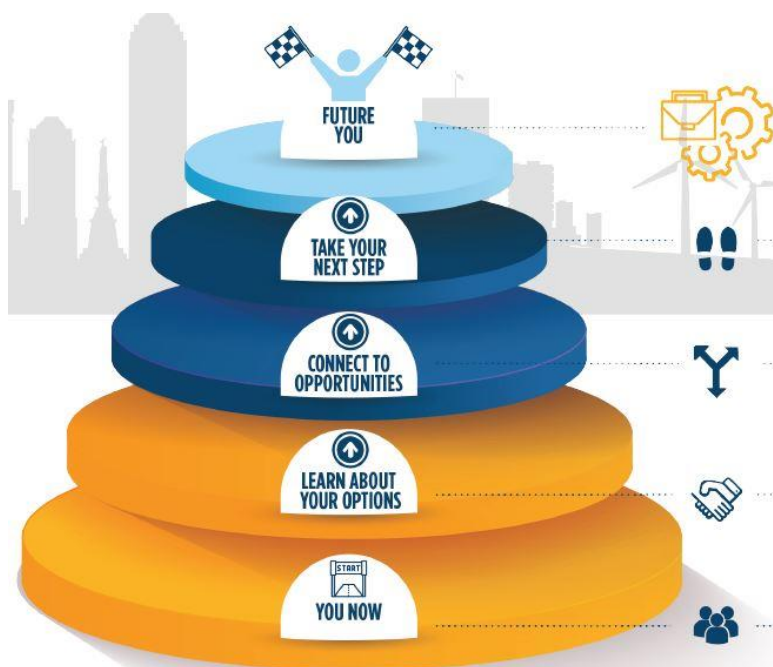 FUTURE
YOU
TAKE YOUR
NEXT STEP
CONNECT TO
OPPORTUNITIES
LEARN ABOUT
YOUR OPTIONS
START
YOU NOW